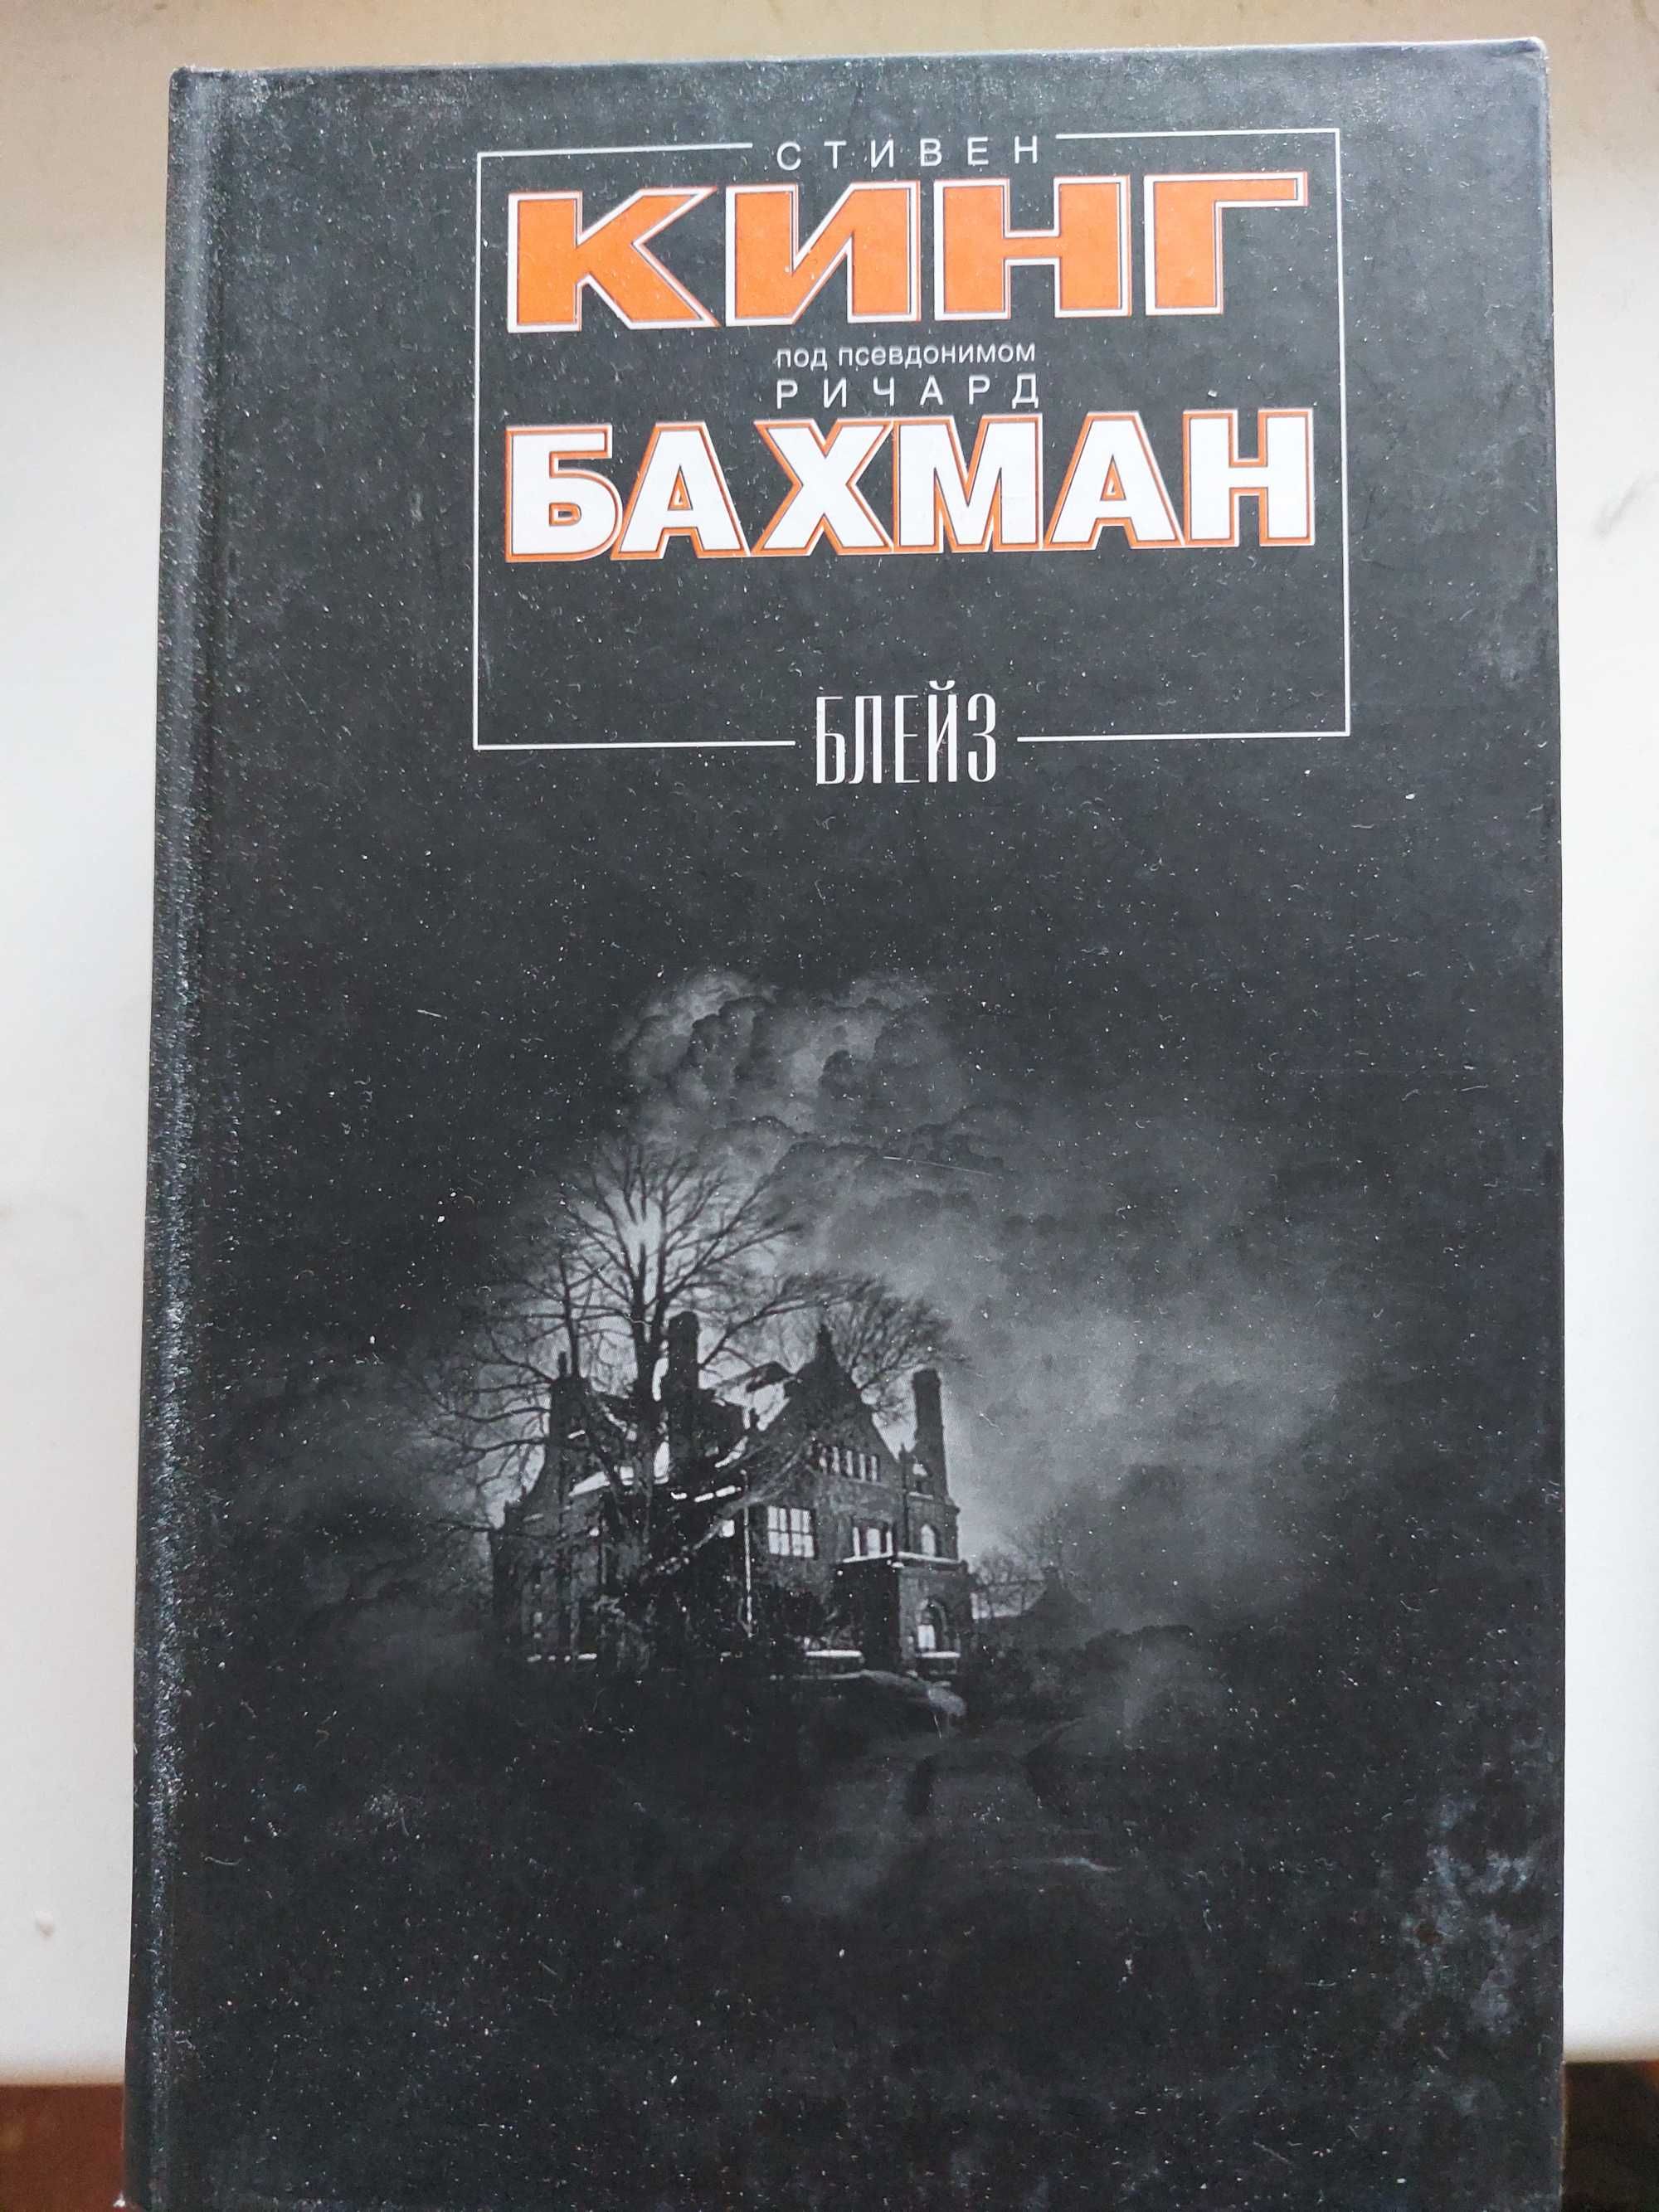 СТИВЕН
КИНГ
под псевдонимом
РИЧАРД
БАХМАН
БЛЕЙЗ